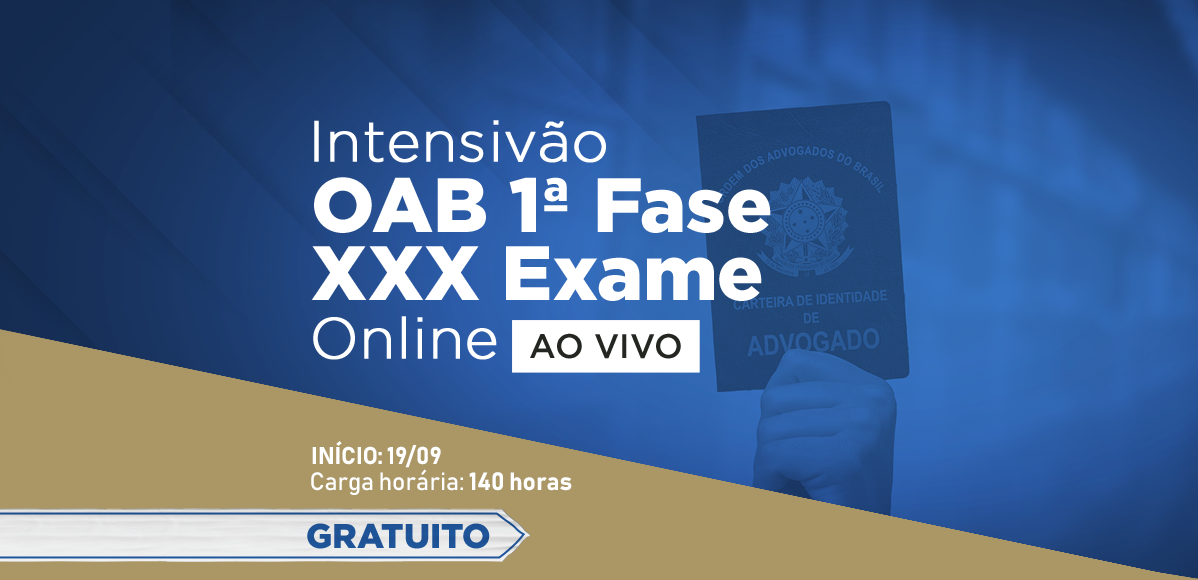 Intensivão
OAB 1ª Fase
XXX Exame
Online AO VIVO
DEM DOS ADVOGADOS DO BRASIL
CARTEIRA DE IDENTIDADE
DE
ADVOGADO
INÍCIO: 19/09
Carga horária: 140 horas
GRATUITO